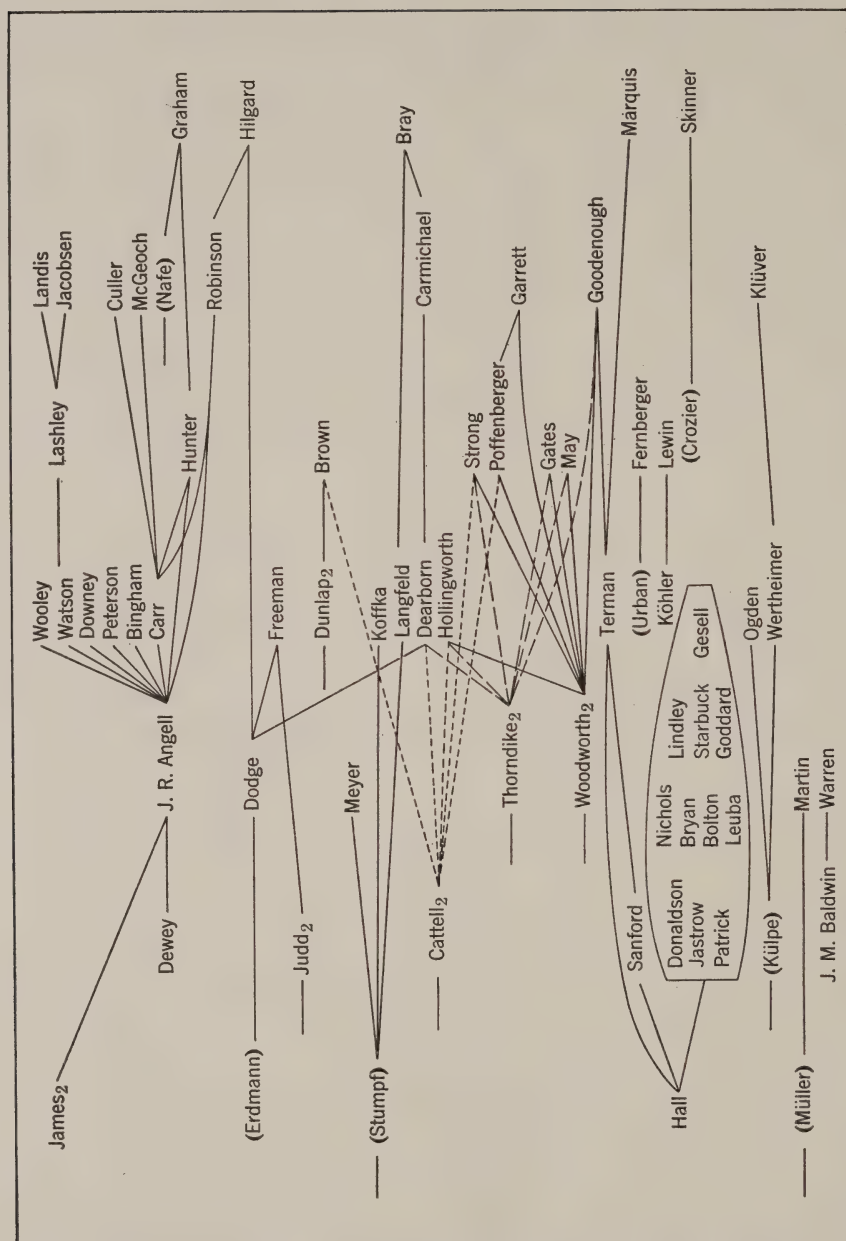 James2
Dewey
J. R. Angell
Wooley
Watson
Downey
Peterson
Bingham
Carr
Lashley
Hunter
Landis
Jacobsen
Culler
McGeoch
(Nafe)
Robinson
Graham
Hilgard
(Erdmann)
Judd2
Dodge
Freeman
Dunlap2
Brown
(Stumpf)
Meyer
Koffka
Langfeld
Dearborn
Hollingworth
Bray
Carmichael
Cattell2
Thorndike2
Woodworth2
Strong
Poffenberger
Gates
May
Garrett
Goodenough
Marquis
Hall
Sanford
Terman
Donaldson
Jastrow
Patrick
Nichols
Bryan
Bolton
Leuba
Lindley
Starbuck
Goddard
Gesell
(Urban)
Fernberger
Köhler
Lewin
(Crozier)
Skinner
(Külpe)
Ogden
Wertheimer
Klüver
(Müller)
Martin
J. M. Baldwin
Warren